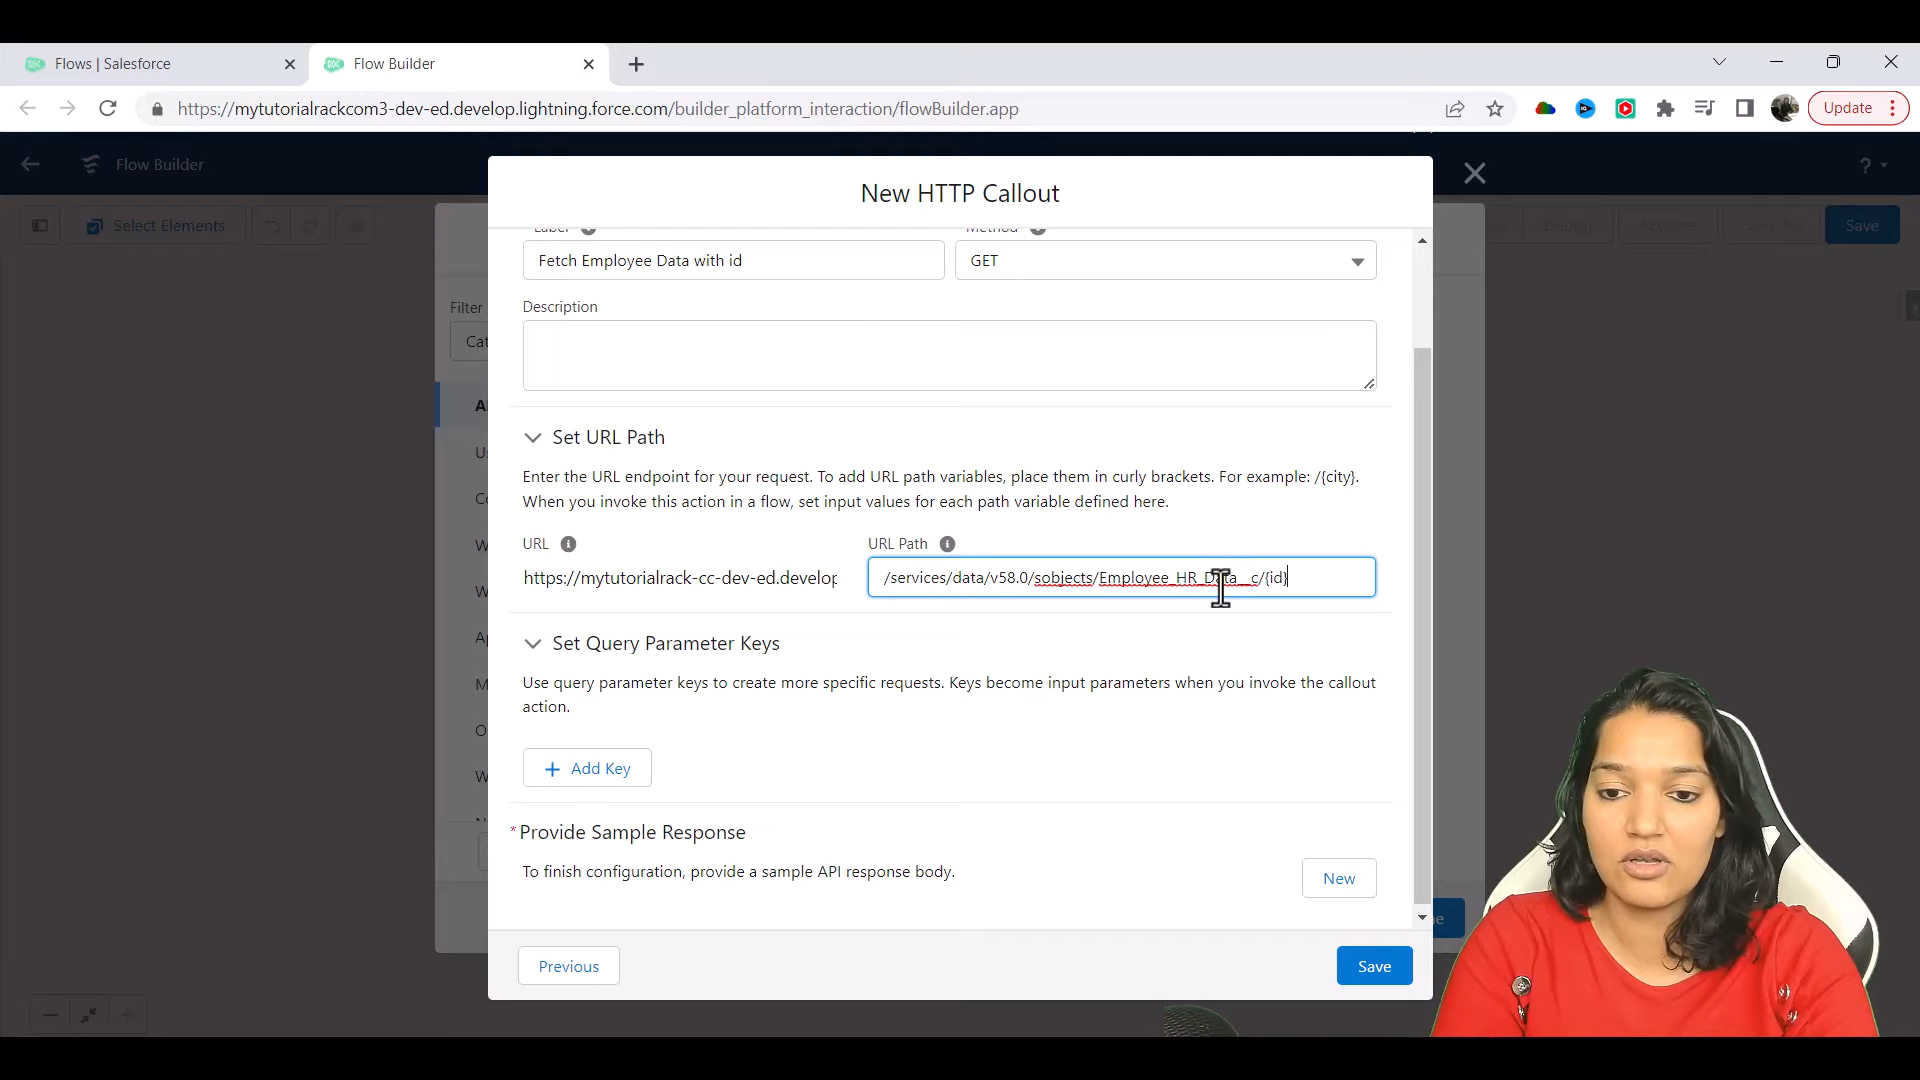 Flows | Salesforce
Flow Builder
https://mytutorialrackcom3-dev-ed.develop.lightning.force.com/builder_platform_interaction/flowBuilder.app
Update
Flow Builder
?
Select Elements
Save
New HTTP Callout
Label
Method
Fetch Employee Data with id
GET
Filter
Description
Set URL Path
Enter the URL endpoint for your request. To add URL path variables, place them in curly brackets. For example: /{city}.
When you invoke this action in a flow, set input values for each path variable defined here.
URL
URL Path
https://mytutorialrack-cc-dev-ed.develop
/services/data/v58.0/sobjects/Employee_HR_Data__c/{id}
Set Query Parameter Keys
Use query parameter keys to create more specific requests. Keys become input parameters when you invoke the callout
action.
+ Add Key
*Provide Sample Response
To finish configuration, provide a sample API response body.
New
Previous
Save